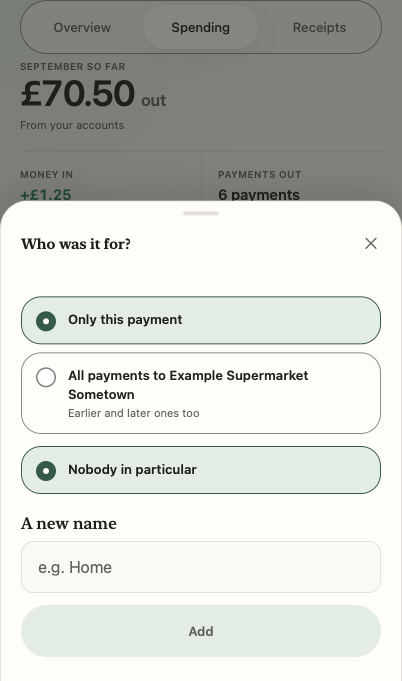 Overview
Spending
Receipts
SEPTEMBER SO FAR
£70.50 out
From your accounts
MONEY IN
PAYMENTS OUT
+£1.25
6 payments
Who was it for?
Only this payment
All payments to Example Supermarket
Sometown
Earlier and later ones too
Nobody in particular
A new name
e.g. Home
Add